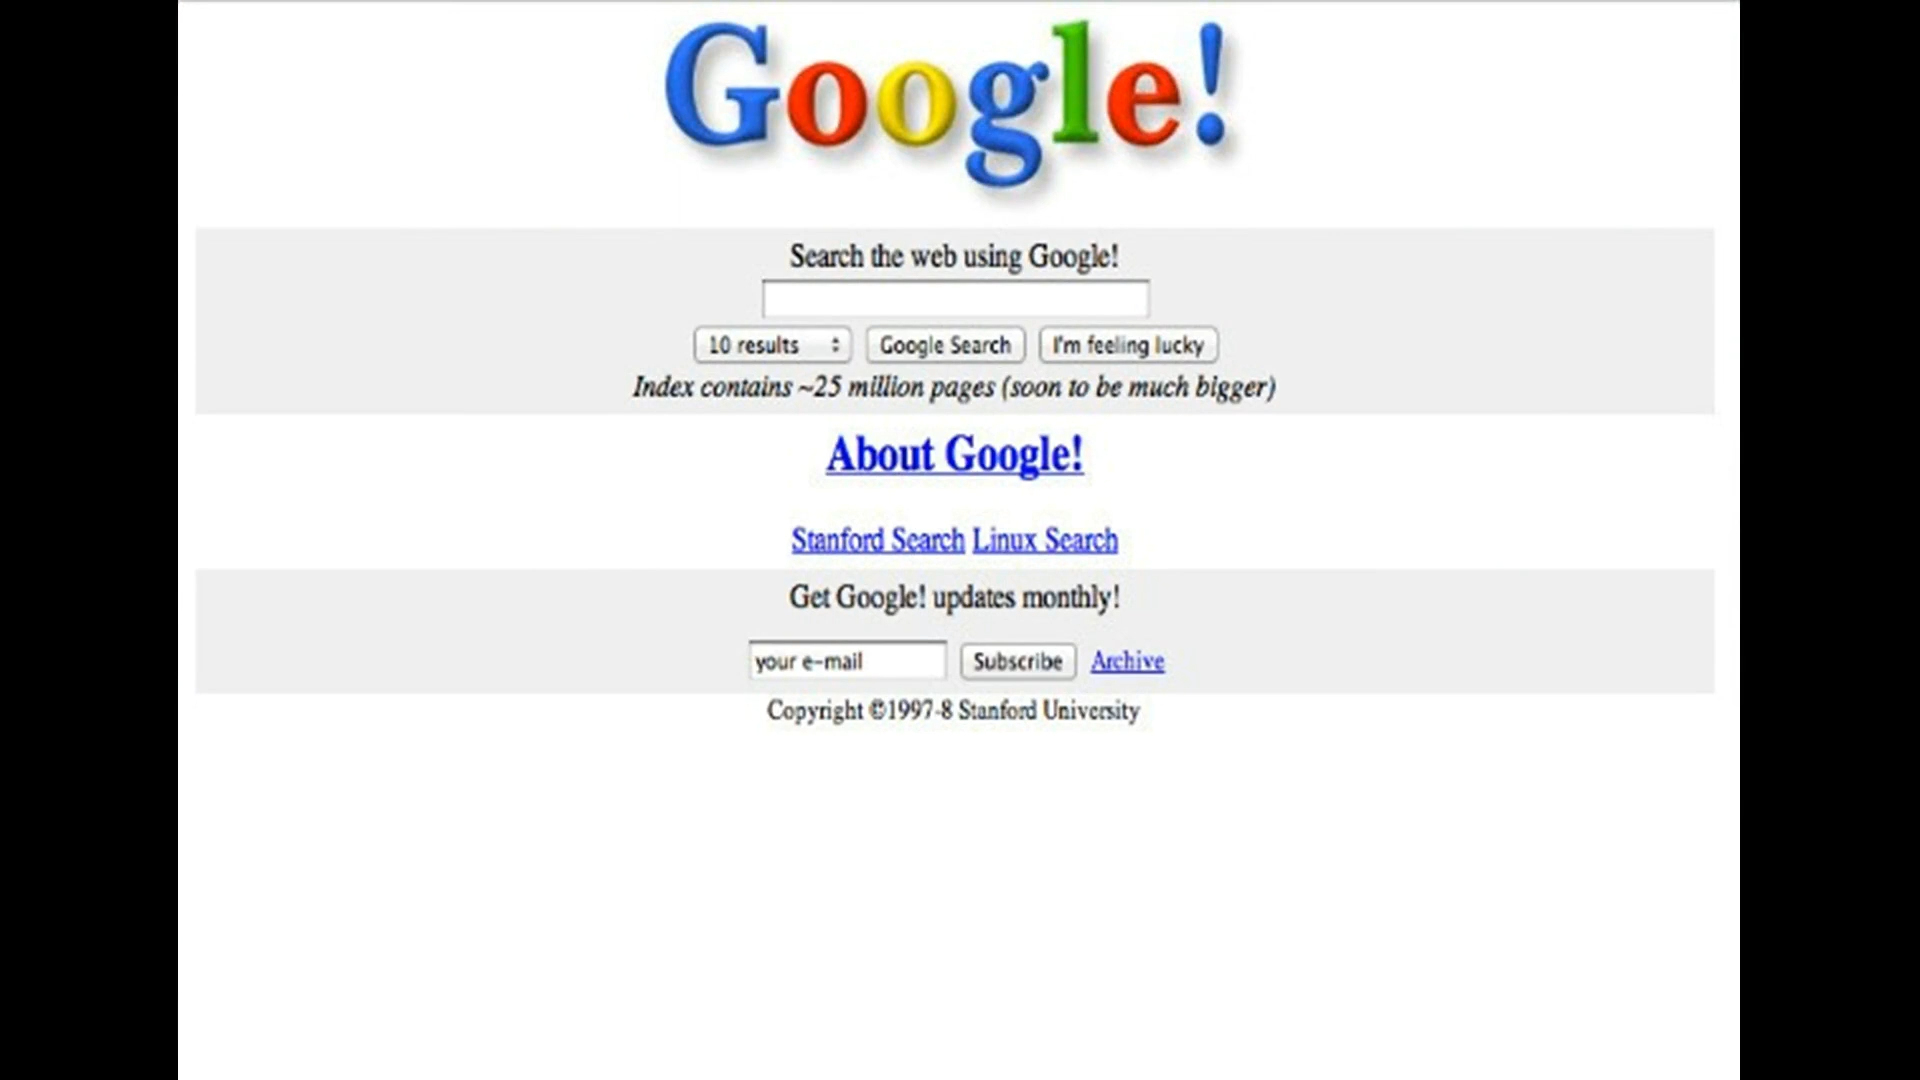 Google!
Search the web using Google!
10 results Google Search I'm feeling lucky
Index contains ~25 million pages (soon to be much bigger)
About Google!
Stanford Search Linux Search
Get Google! updates monthly!
your e-mail Subscribe Archive
Copyright ©1997-8 Stanford University